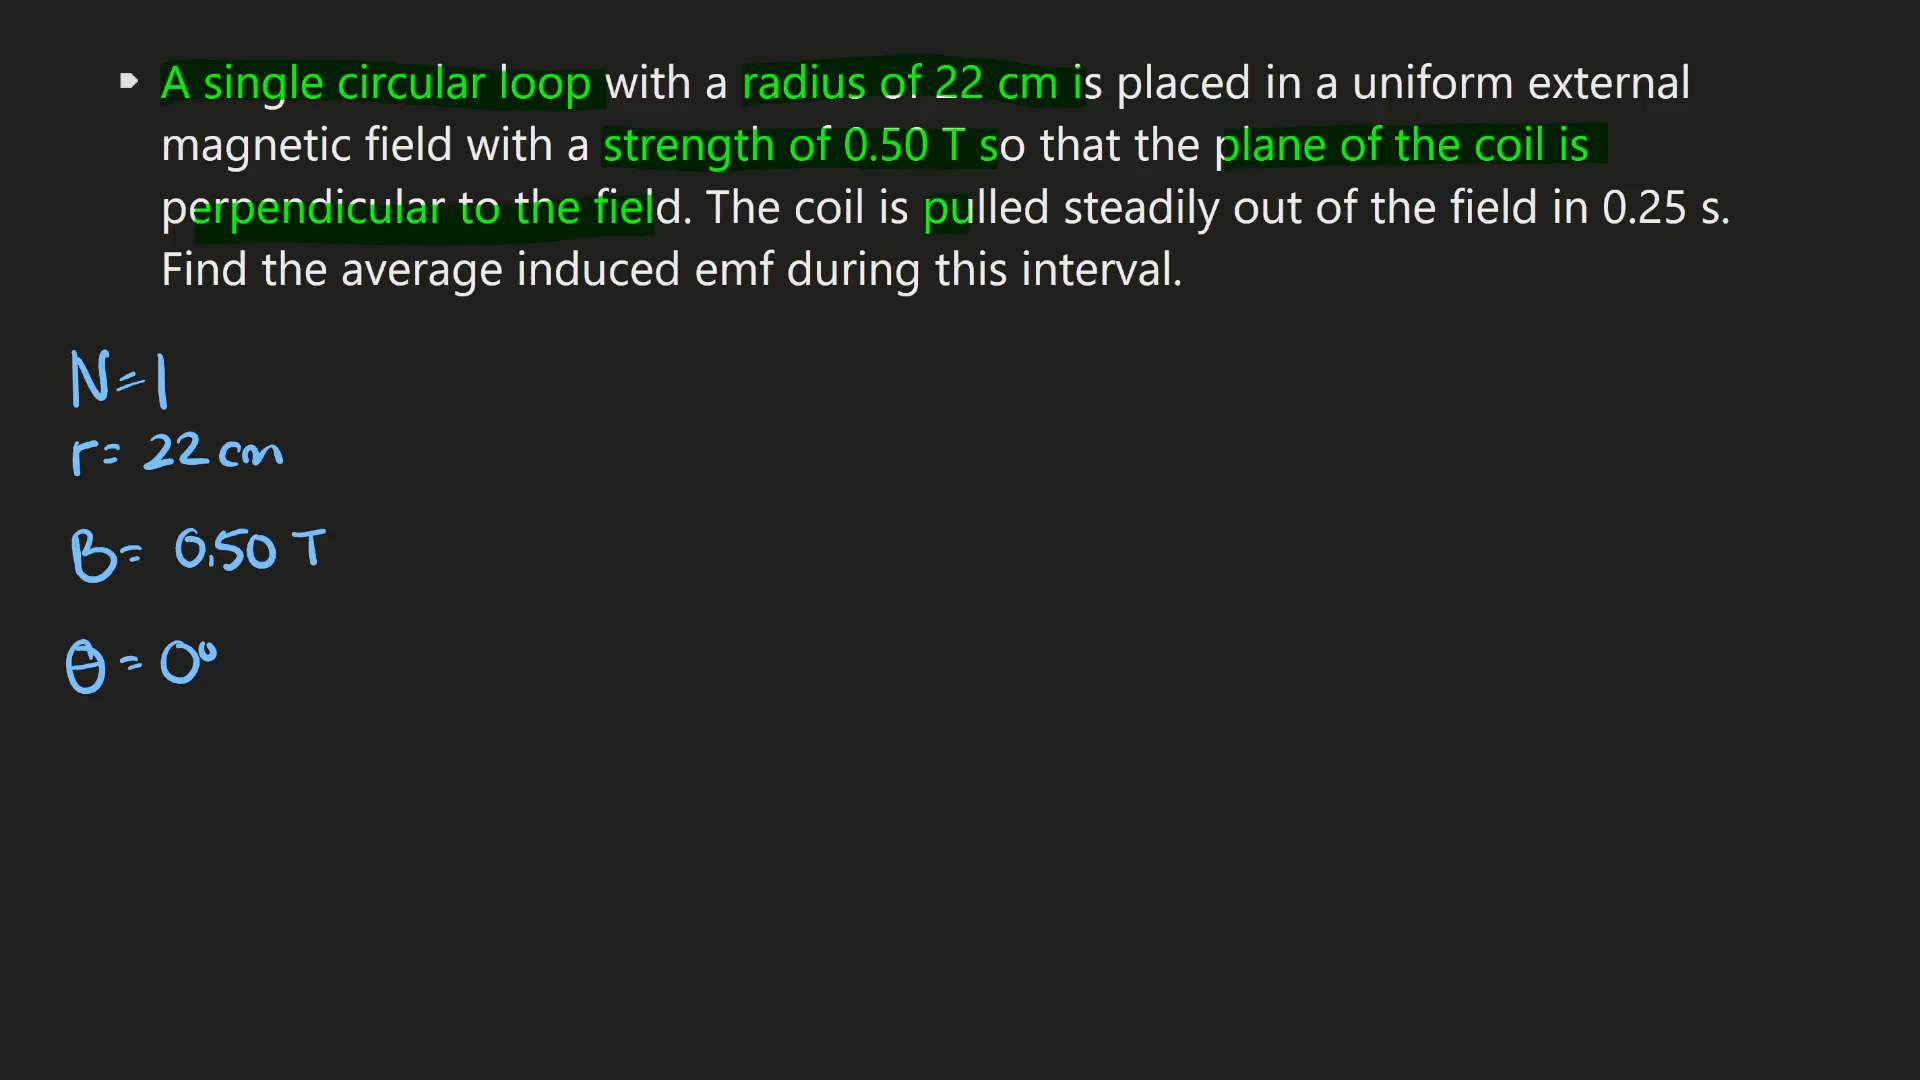 A single circular loop with a radius of 22 cm is placed in a uniform external
magnetic field with a strength of 0.50 T so that the plane of the coil is
perpendicular to the field. The coil is pulled steadily out of the field in 0.25 s.
Find the average induced emf during this interval.
N=1
r= 22 cm
B= 0.50 T
θ = 0°